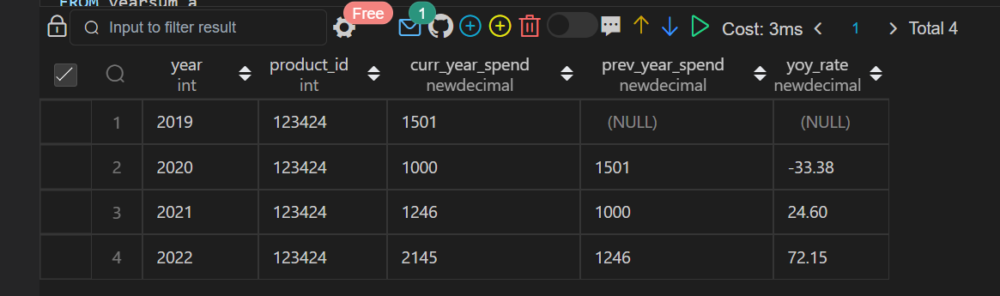 FROM yearsum a
Free
1
Input to filter result
Cost: 3ms
1
Total 4
year product_id curr_year_spend prev_year_spend yoy_rate
int int newdecimal newdecimal newdecimal
1 2019 123424 1501 (NULL) (NULL)
2 2020 123424 1000 1501 -33.38
3 2021 123424 1246 1000 24.60
4 2022 123424 2145 1246 72.15